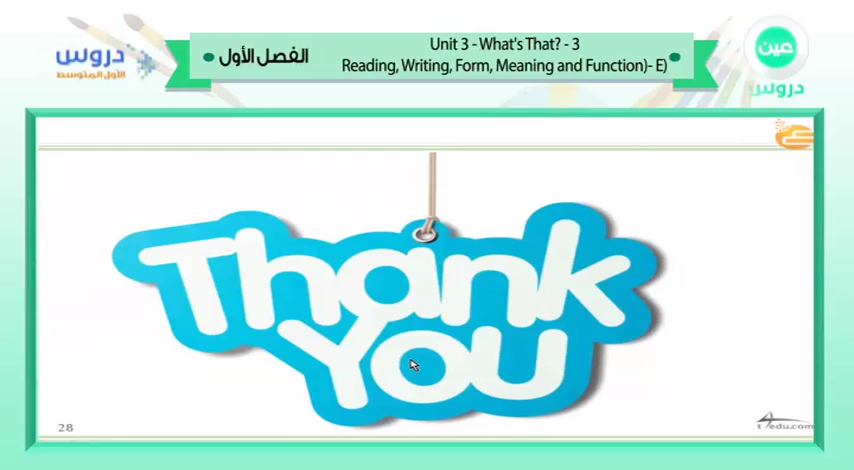 دروس
الأول المتوسط
الفصل الأول
Unit 3 - What's That? - 3
Reading, Writing, Form, Meaning and Function)- E)
عين
دروس
Thank
You
28
t4edu.com